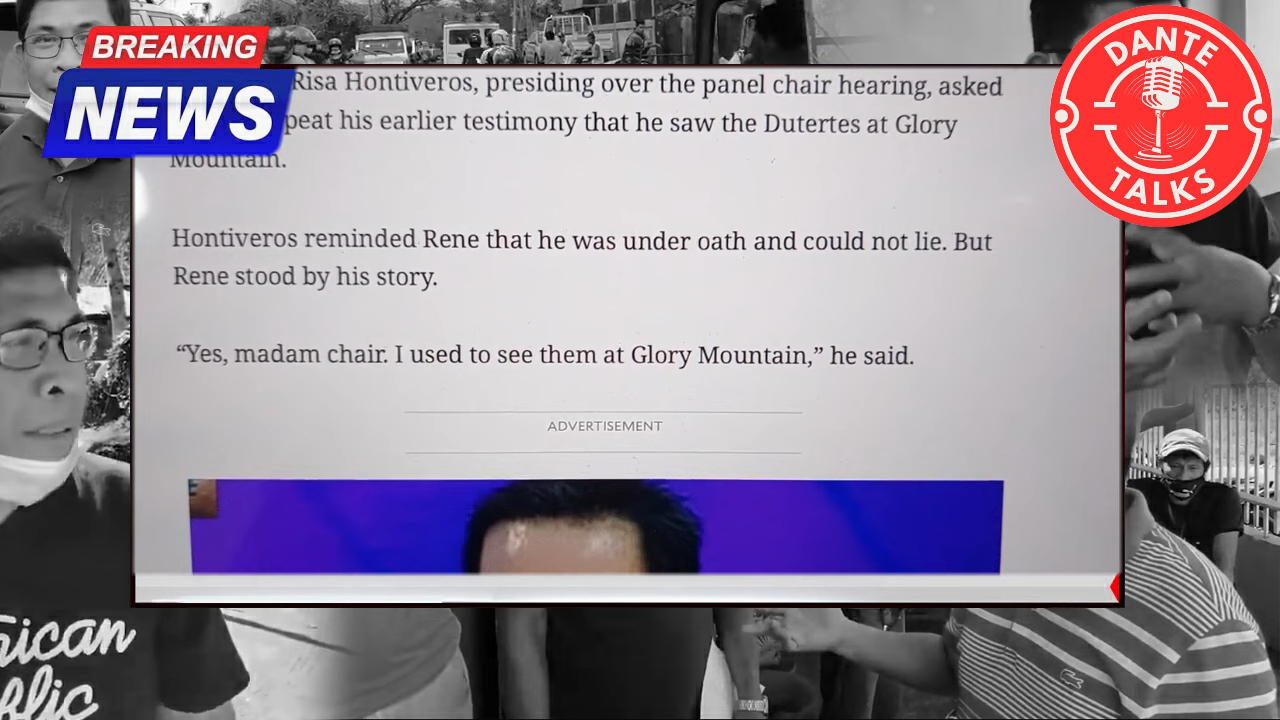 BREAKING
NEWS
DANTE
TALKS
Risa Hontiveros, presiding over the panel chair hearing, asked
peat his earlier testimony that he saw the Dutertes at Glory
Mountain.
Hontiveros reminded Rene that he was under oath and could not lie. But
Rene stood by his story.
“Yes, madam chair. I used to see them at Glory Mountain,” he said.
ADVERTISEMENT
rican
blic